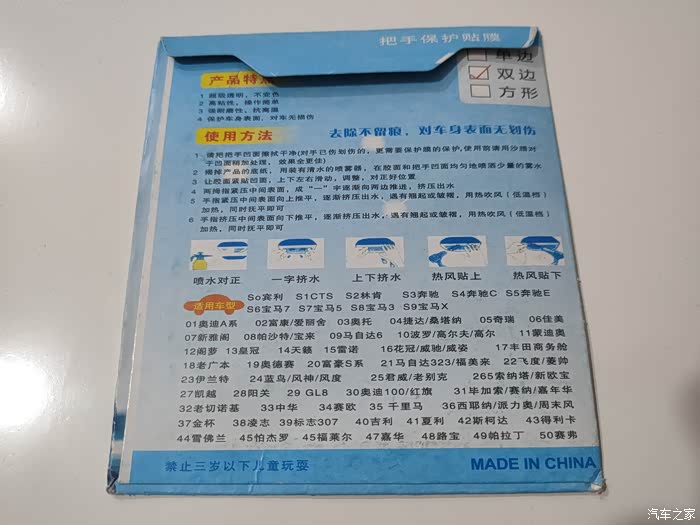 把手保护贴膜
单边
双边
方形
产品特点
1 超级透明，不变色
2 高粘性，操作简单
3 强耐磨性，抗高温
4 保护车身表面，对车无损伤
使用方法
去除不留痕，对车身表面无划伤
1 请把把手凹面擦拭干净(对手已伤划伤的，更需要保护膜的保护,使用前请用沙腊对
于凹面稍加处理，效果会更佳)
2 揭掉产品的底纸，用装有清水的喷雾器，在胶面和把手凹面均匀地喷洒少量的雾水
3 让胶面紧贴凹面，上下左右滑动，调整，对正好位置
4 两拇指紧压中间表面，成“一”字逐渐向两边推进，挤压出水
5 手指紧压中间表面向上推平，逐渐挤压出水，遇有翘起或皱褶，用热吹风（低温档）
加热，同时抚平即可
6 手指挤压中间表面向下推平，逐渐挤压出水，遇有翘起或皱褶，用热吹风（低温档）
加热，同时抚平即可
喷水对正 一字挤水 上下挤水 热风贴上 热风贴下
适用车型
So宾利 S1CTS S2林肯 S3奔驰 S4奔驰C S5奔驰E
S6宝马7 S7宝马5 S8宝马3 S9宝马X
01奥迪A系 02富康/爱丽舍 03奥托 04捷达/桑塔纳 05奇瑞 06佳美
07新雅阁 08帕沙特/宝来 09马自达6 10波罗/高尔夫/高尔 11蒙迪奥
12阁萝 13皇冠 14天籁 15雷诺 16花冠/威驰/威姿 17丰田商务舱
18老广本 19奥德赛 20富豪S系 21马自达323/福美来 22飞度/菱帅
23伊兰特 24蓝鸟/风神/风度 25君威/老别克 265索纳塔/新欧宝
27凯越 28阳关 29 GL8 30奥迪100/红旗 31毕加索/赛纳/嘉年华
32老切诺基 33中华 34赛欧 35 千里马 36西耶纳/派力奥/周末风
37金杯 38凌志 39标志307 40吉利 41夏利 42斯柯达 43得利卡
44雪佛兰 45怕杰罗 45福莱尔 47嘉华 48路宝 49帕拉丁 50赛弗
禁止三岁以下儿童玩耍
MADE IN CHINA
汽车之家